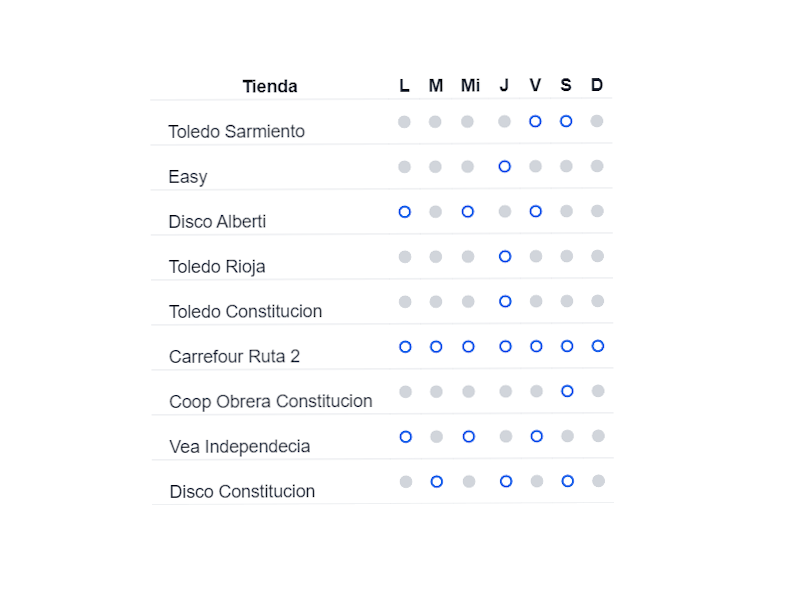 Tienda L M Mi J V S D
Toledo Sarmiento
Easy
Disco Alberti
Toledo Rioja
Toledo Constitucion
Carrefour Ruta 2
Coop Obrera Constitucion
Vea Independecia
Disco Constitucion